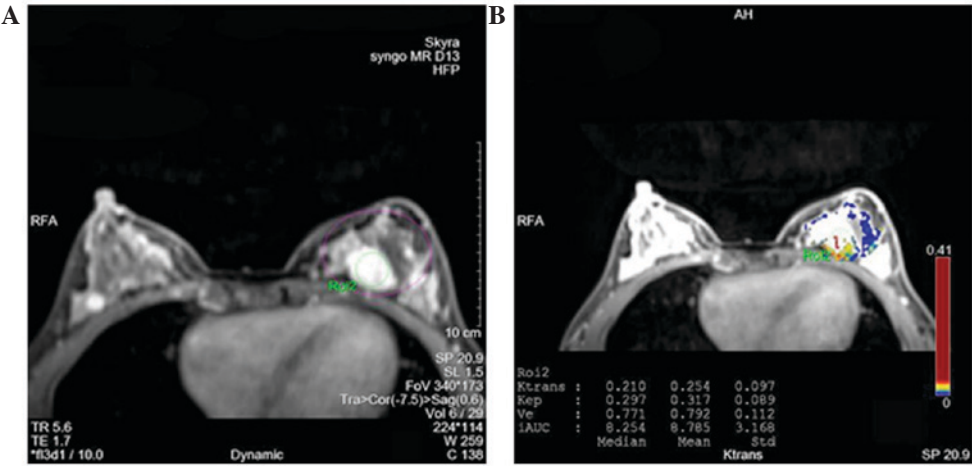 A
Skyra
syngo MR D13
HFP
RFA
Roi2
10 cm
SP 20.9
SL 1.5
FoV 340*173
Tra>Cor(-7.5)>Sag(0.6)
Vol 6 / 29
224*114
W 259
C 138
TR 5.6
TE 1.7
*fl3d1 / 10.0
Dynamic
B
AH
RFA
1
Roi2
0.41
0
Roi2
Ktrans : 0.210 0.254 0.097
Kep : 0.297 0.317 0.089
Ve : 0.771 0.792 0.112
iAUC : 8.254 8.785 3.168
Median Mean Std
Ktrans
SP 20.9